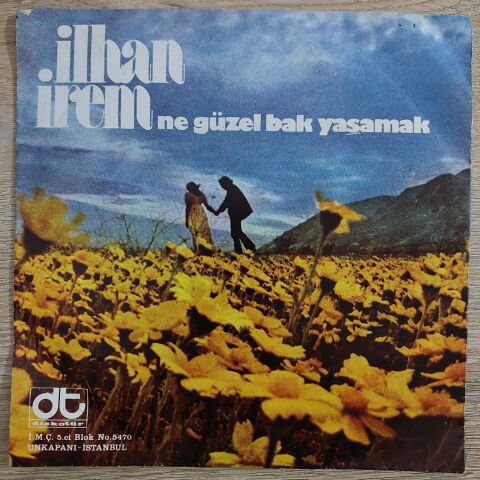 ilhan
irem
ne güzel bak yaşamak
dt
diskotür
İ.M.Ç. 5.ci Blok No.5470
UNKAPANI-İSTANBUL